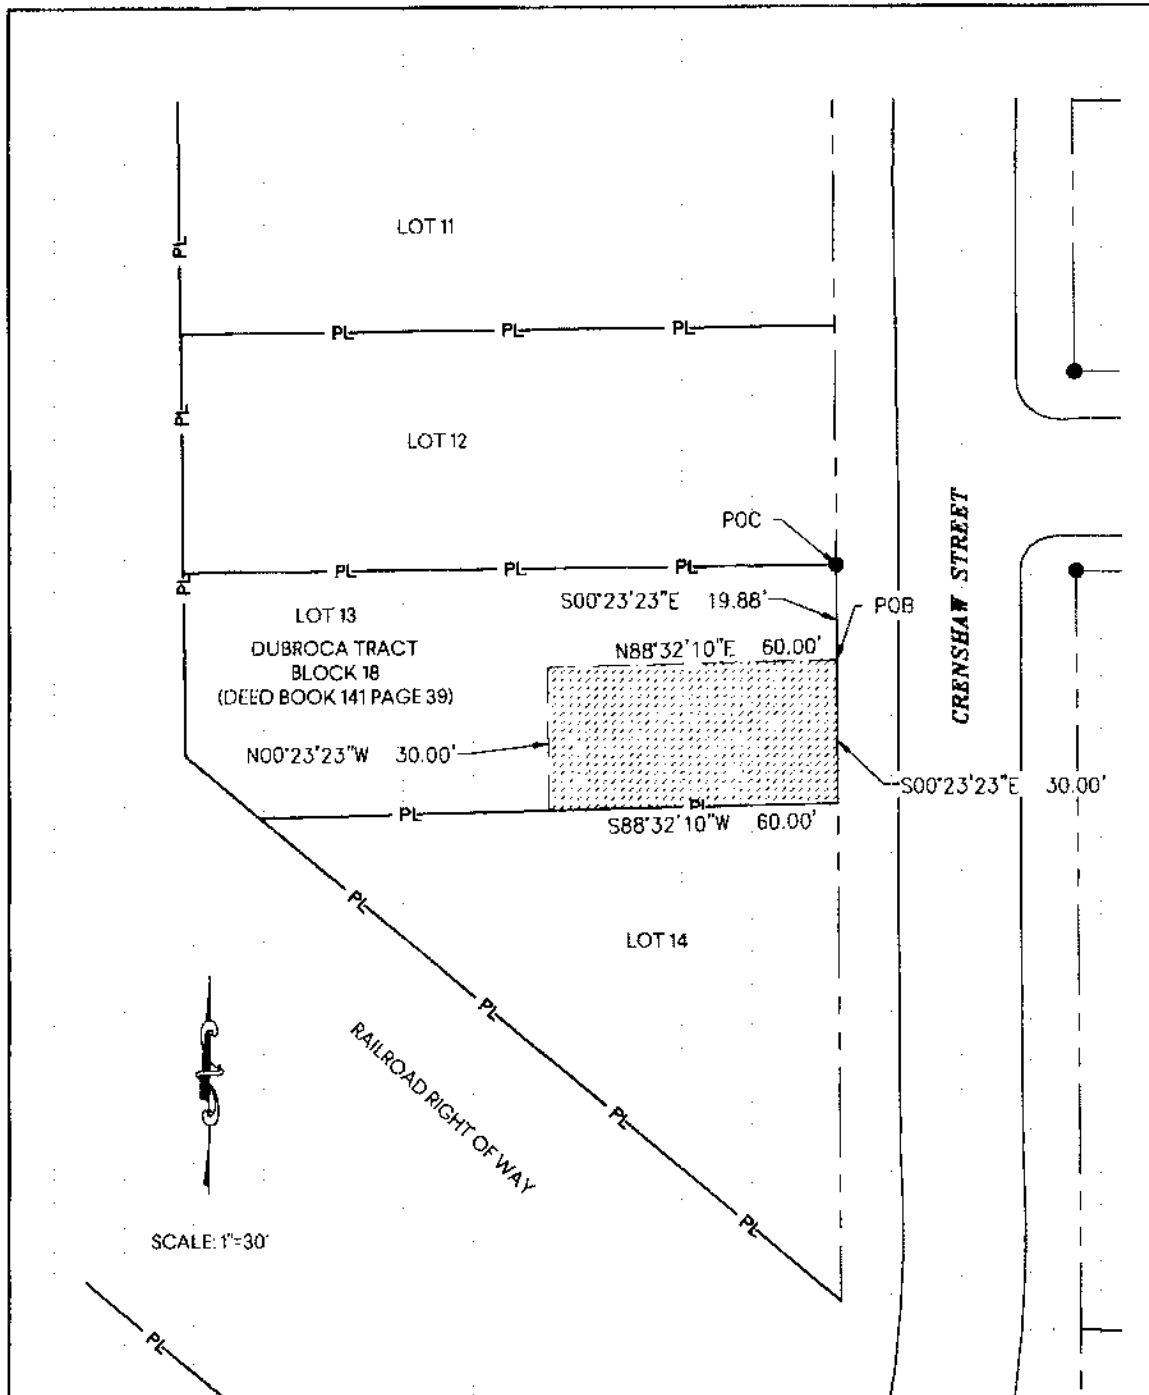 LOT 11
PL
PL PL PL
PL
LOT 12
POC
CRENSHAW STREET
PL PL PL
PL
S00°23'23"E 19.88'
POB
LOT 13
DUBROCA TRACT
BLOCK 18
(DEED BOOK 141 PAGE 39)
N88°32'10"E 60.00'
N00°23'23"W 30.00'
S00°23'23"E 30.00'
PL PL
S88°32'10"W 60.00'
PL
LOT 14
PL
RAILROAD RIGHT OF WAY
PL
PL
SCALE: 1"=30'
PL